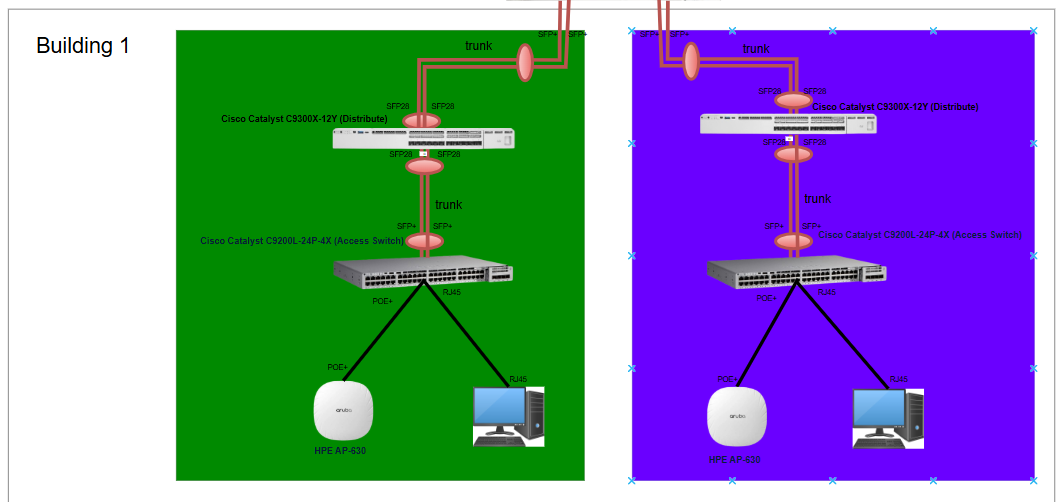 Building 1
SFP+ SFP+
trunk
SFP28 SFP28
Cisco Catalyst C9300X-12Y (Distribute)
SFP28 SFP28
trunk
SFP+ SFP+
Cisco Catalyst C9200L-24P-4X (Access Switch)
POE+ RJ45
POE+ RJ45
aruba
HPE AP-630
SFP+ SFP+
trunk
SFP28 SFP28
Cisco Catalyst C9300X-12Y (Distribute)
SFP28 SFP28
trunk
SFP+ SFP+
Cisco Catalyst C9200L-24P-4X (Access Switch)
POE+ RJ45
POE+ RJ45
aruba
HPE AP-630